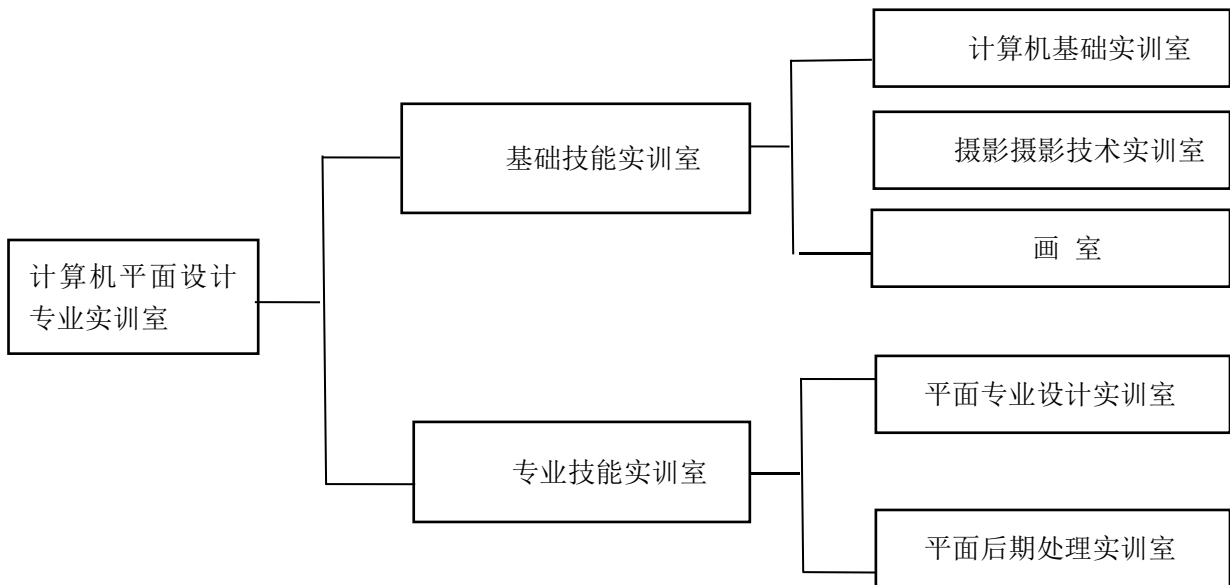 计算机基础实训室
摄影摄影技术实训室
基础技能实训室
画 室
计算机平面设计
专业实训室
平面专业设计实训室
专业技能实训室
平面后期处理实训室